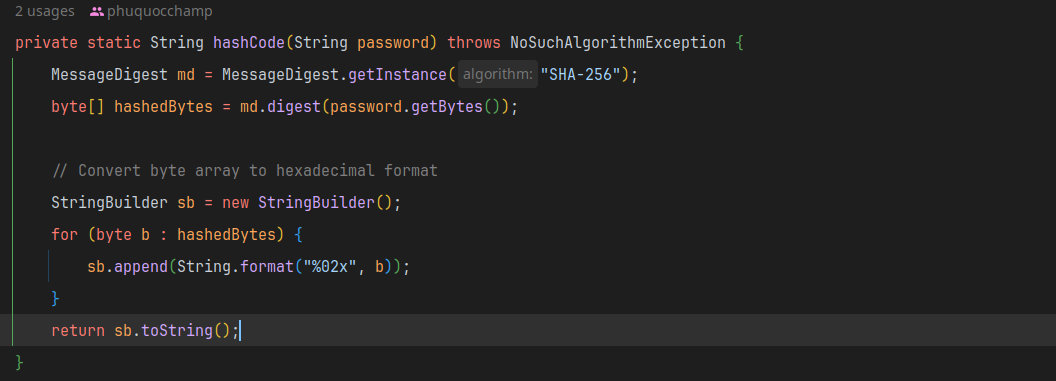 2 usages phuquocchamp
private static String hashCode(String password) throws NoSuchAlgorithmException {
MessageDigest md = MessageDigest.getInstance( algorithm: "SHA-256");
byte[] hashedBytes = md.digest(password.getBytes());
// Convert byte array to hexadecimal format
StringBuilder sb = new StringBuilder();
for (byte b : hashedBytes) {
sb.append(String.format("%02x", b));
}
return sb.toString();
}